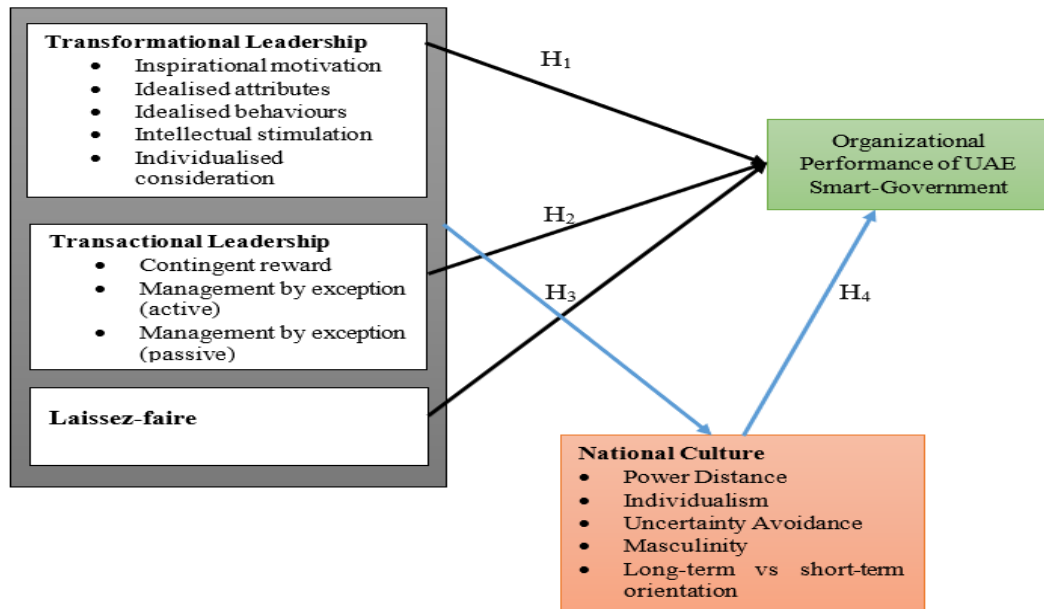 Transformational Leadership
• Inspirational motivation
• Idealised attributes
• Idealised behaviours
• Intellectual stimulation
• Individualised
consideration
Transactional Leadership
• Contingent reward
• Management by exception
(active)
• Management by exception
(passive)
Laissez-faire
H₁
H₂
H₃
H₄
Organizational
Performance of UAE
Smart-Government
National Culture
• Power Distance
• Individualism
• Uncertainty Avoidance
• Masculinity
• Long-term vs short-term
orientation